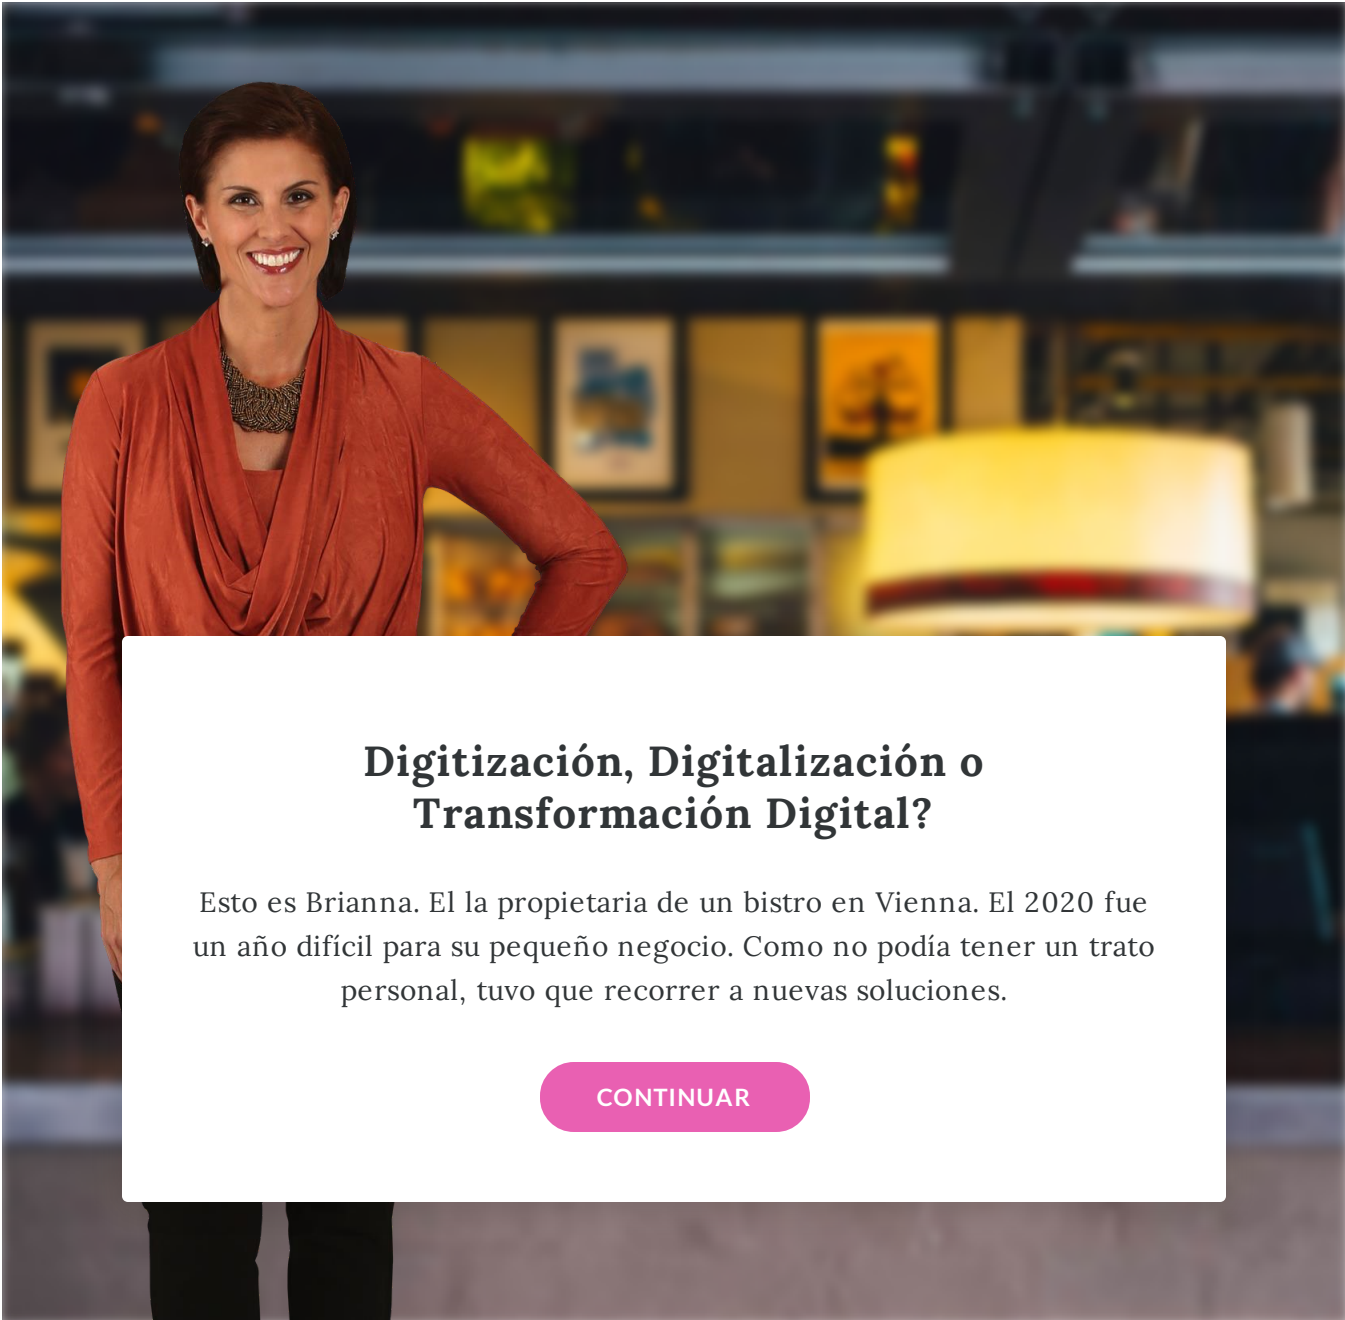 Digitización, Digitalización o
Transformación Digital?
Esto es Brianna. El la propietaria de un bistro en Vienna. El 2020 fue
un año difícil para su pequeño negocio. Como no podía tener un trato
personal, tuvo que recorrer a nuevas soluciones.
CONTINUAR